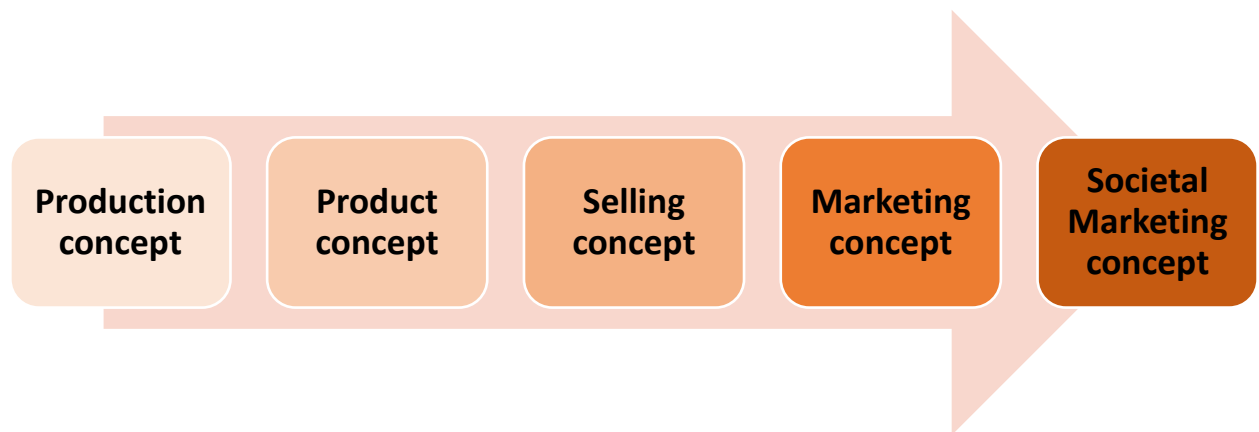 Production
concept
Product
concept
Selling
concept
Marketing
concept
Societal
Marketing
concept